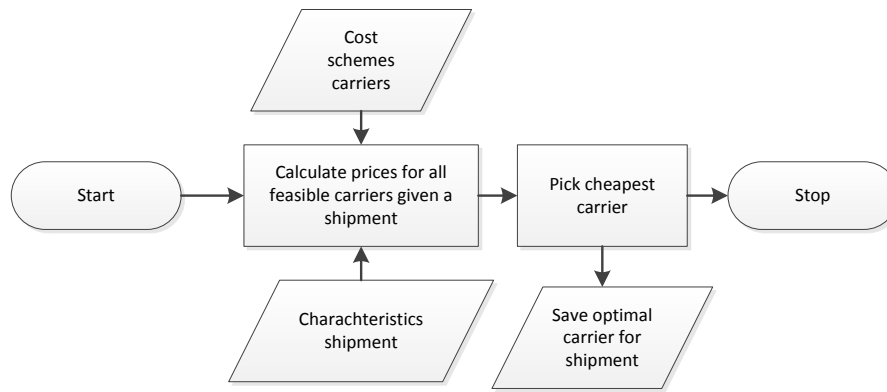 Cost
schemes
carriers
Start
Calculate prices for all
feasible carriers given a
shipment
Pick cheapest
carrier
Stop
Charachteristics
shipment
Save optimal
carrier for
shipment